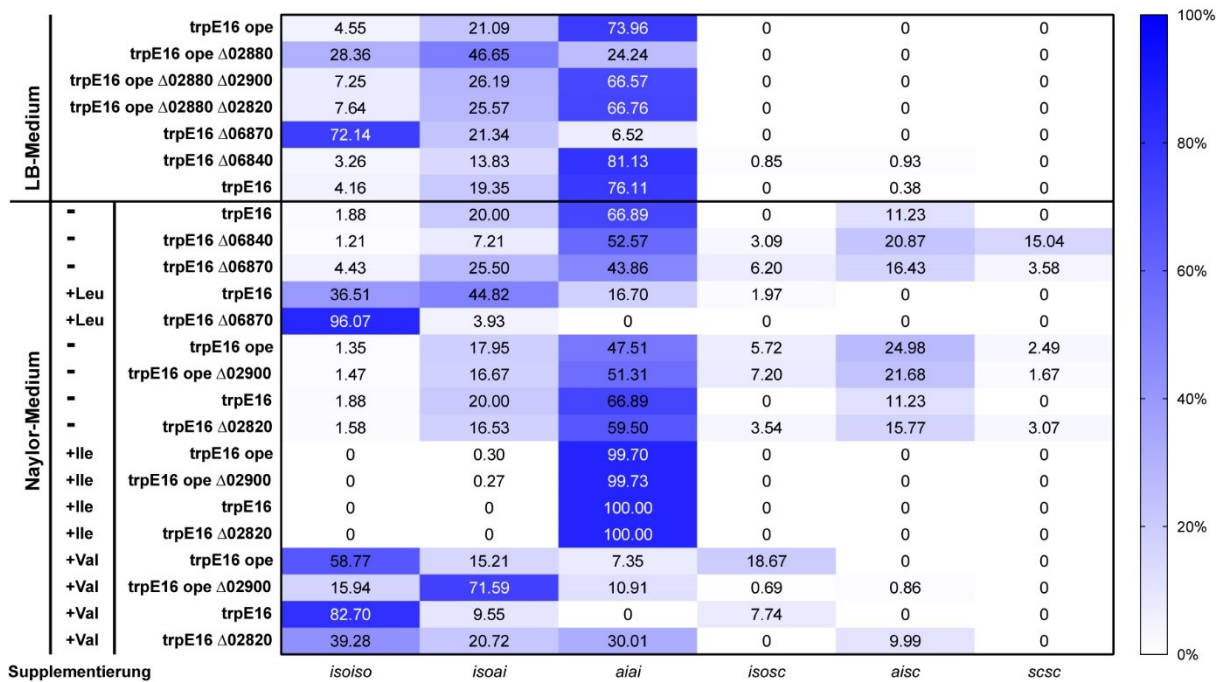 LB-Medium
trpE16 ope 4.55 21.09 73.96 0 0 0
trpE16 ope Δ02880 28.36 46.65 24.24 0 0 0
trpE16 ope Δ02880 Δ02900 7.25 26.19 66.57 0 0 0
trpE16 ope Δ02880 Δ02820 7.64 25.57 66.76 0 0 0
trpE16 Δ06870 72.14 21.34 6.52 0 0 0
trpE16 Δ06840 3.26 13.83 81.13 0.85 0.93 0
trpE16 4.16 19.35 76.11 0 0.38 0
Naylor-Medium
- trpE16 1.88 20.00 66.89 0 11.23 0
- trpE16 Δ06840 1.21 7.21 52.57 3.09 20.87 15.04
- trpE16 Δ06870 4.43 25.50 43.86 6.20 16.43 3.58
+Leu trpE16 36.51 44.82 16.70 1.97 0 0
+Leu trpE16 Δ06870 96.07 3.93 0 0 0 0
- trpE16 ope 1.35 17.95 47.51 5.72 24.98 2.49
- trpE16 ope Δ02900 1.47 16.67 51.31 7.20 21.68 1.67
- trpE16 1.88 20.00 66.89 0 11.23 0
- trpE16 Δ02820 1.58 16.53 59.50 3.54 15.77 3.07
+Ile trpE16 ope 0 0.30 99.70 0 0 0
+Ile trpE16 ope Δ02900 0 0.27 99.73 0 0 0
+Ile trpE16 0 0 100.00 0 0 0
+Ile trpE16 Δ02820 0 0 100.00 0 0 0
+Val trpE16 ope 58.77 15.21 7.35 18.67 0 0
+Val trpE16 ope Δ02900 15.94 71.59 10.91 0.69 0.86 0
+Val trpE16 82.70 9.55 0 7.74 0 0
+Val trpE16 Δ02820 39.28 20.72 30.01 0 9.99 0
Supplementierung isoiso isoai aiai isosc aisc scsc
100%
80%
60%
40%
20%
0%